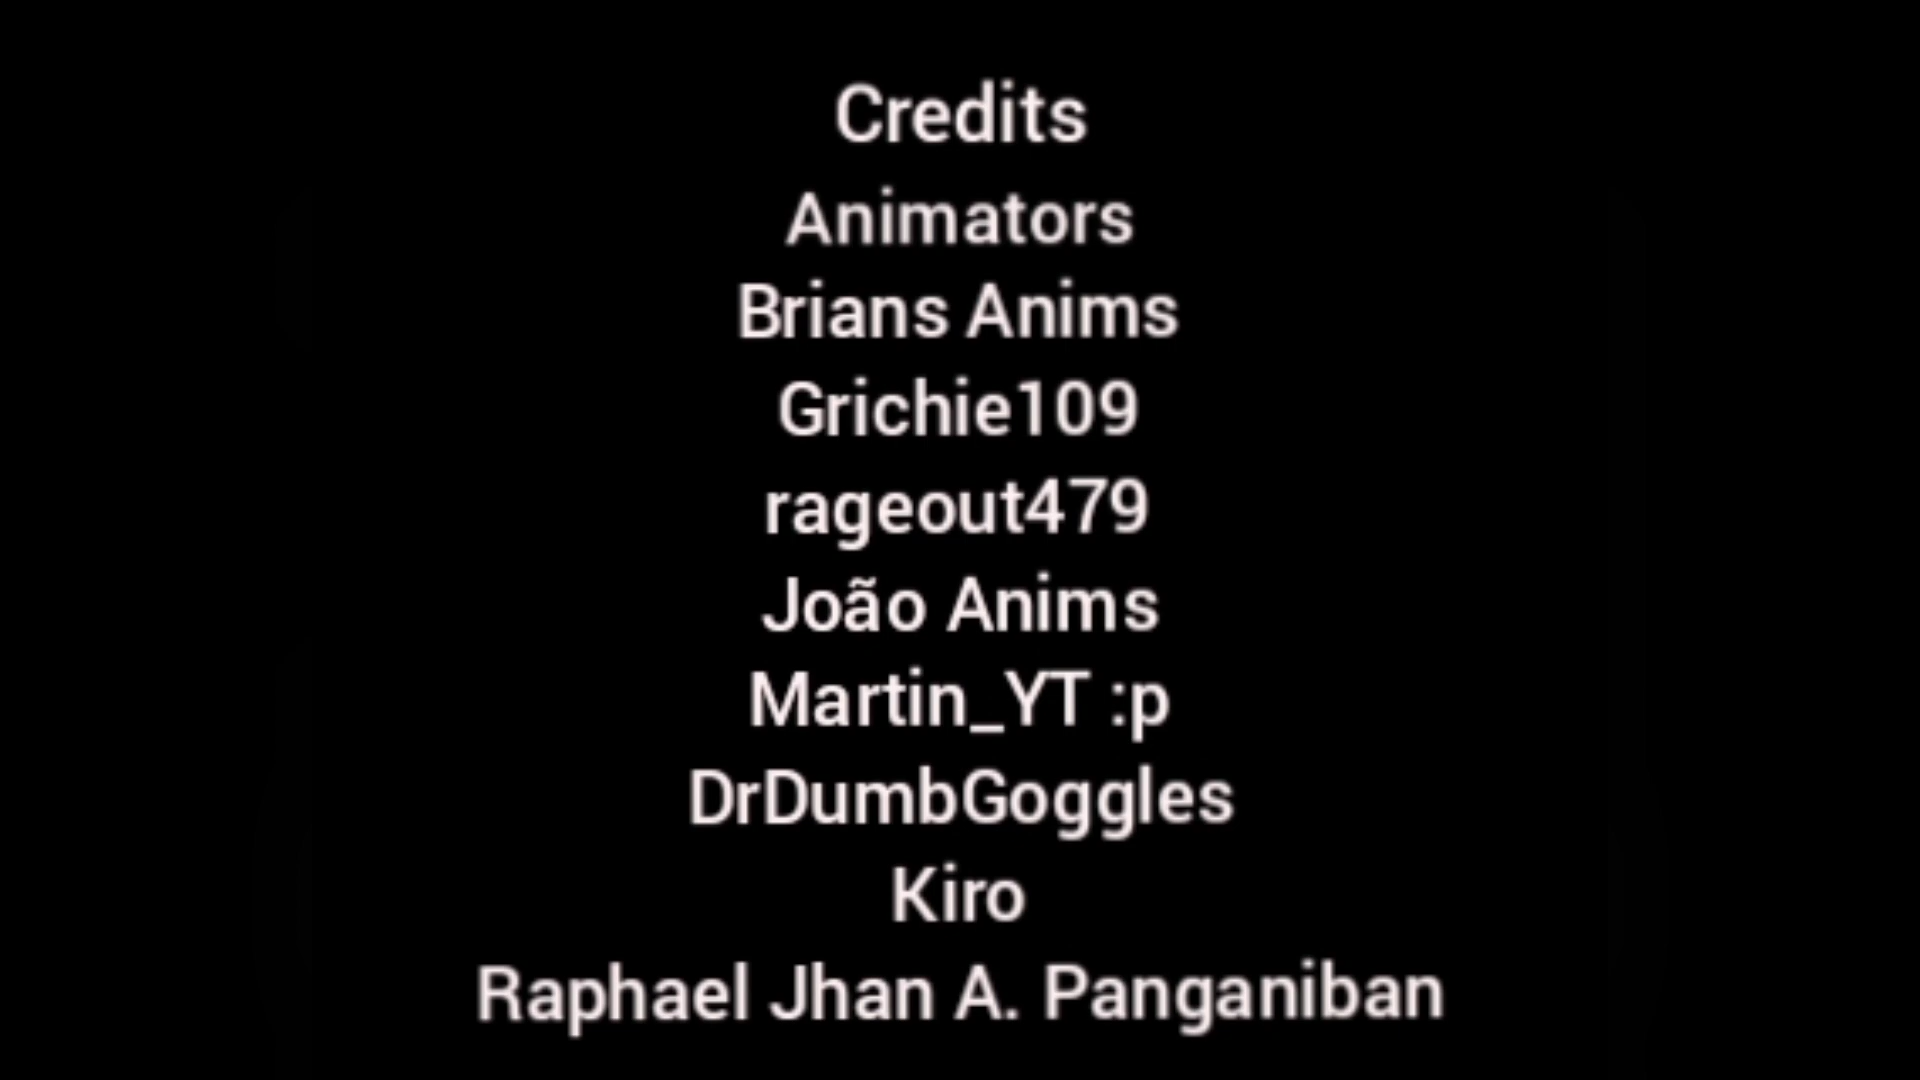 Credits
Animators
Brians Anims
Grichie109
rageout479
João Anims
Martin_YT :p
DrDumbGoggles
Kiro
Raphael Jhan A. Panganiban